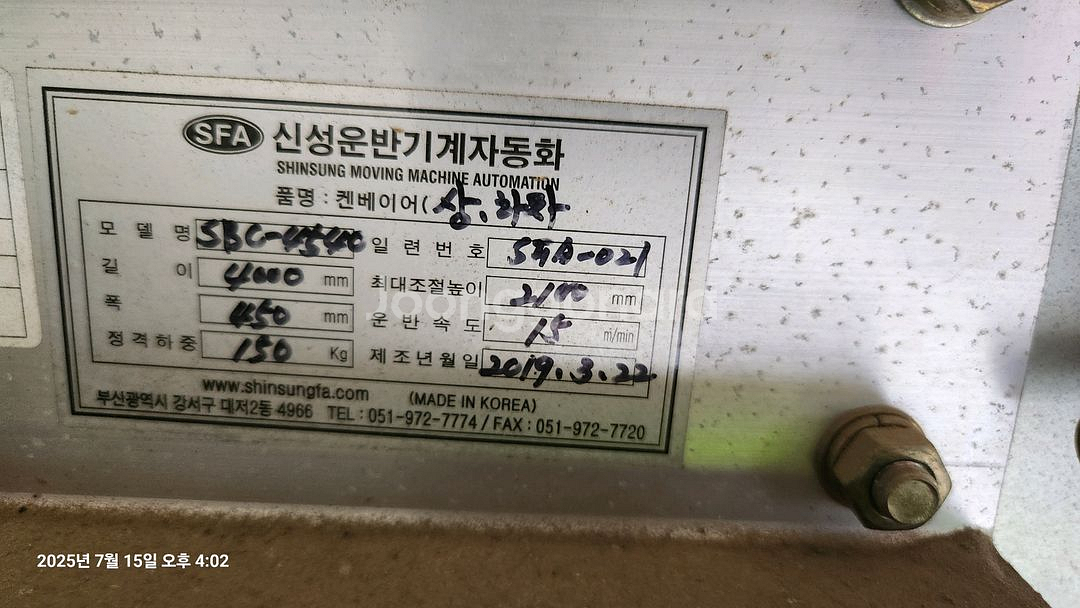 SFA 신성운반기계자동화
SHINSUNG MOVING MACHINE AUTOMATION
품명 : 켄베이어(상.하차
모델명 SBC-4540 일련번호 SFA-021
길이 4000 mm 최대조절높이 2100 mm
폭 450 mm 운반속도 15 m/min
정격하중 150 Kg 제조년월일 2019.3.22
www.shinsungfa.com (MADE IN KOREA)
부산광역시 강서구 대저2동 4966 TEL : 051-972-7774 / FAX : 051-972-7720
Joongonara
2025년 7월 15일 오후 4:02